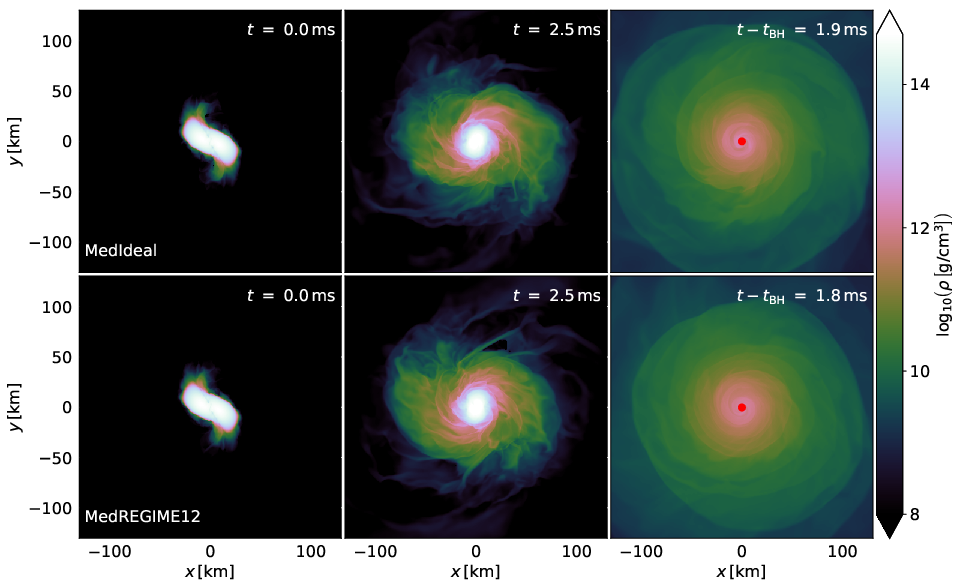 t = 0.0 ms
t = 2.5 ms
t − t_BH = 1.9 ms
100
50
0
−50
−100
y [km]
MedIdeal
t = 0.0 ms
t = 2.5 ms
t − t_BH = 1.8 ms
100
50
0
−50
−100
y [km]
MedREGIME12
−100 0 100
−100 0 100
−100 0 100
x [km]
x [km]
x [km]
14
12
10
8
log₁₀(ρ [g/cm³])